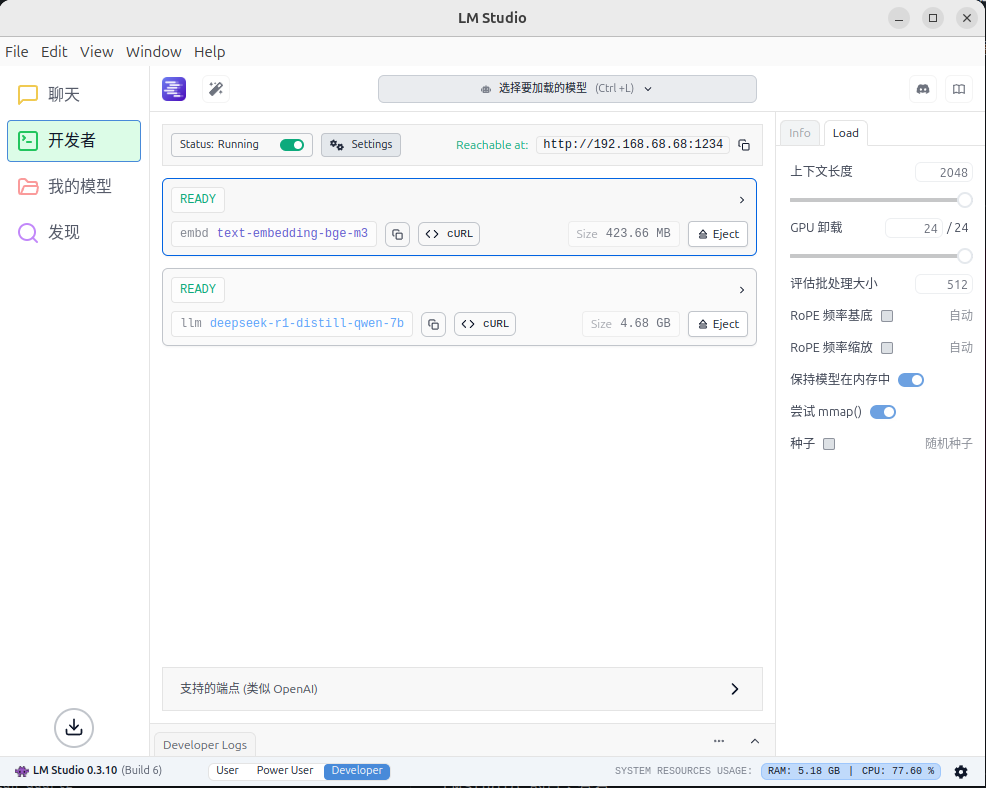 LM Studio
File Edit View Window Help
聊天
开发者
我的模型
发现
选择要加载的模型 (Ctrl +L)
Status: Running
Settings
Reachable at: http://192.168.68.68:1234
READY
embd text-embedding-bge-m3
cURL
Size 423.66 MB
Eject
READY
llm deepseek-r1-distill-qwen-7b
cURL
Size 4.68 GB
Eject
支持的端点 (类似 OpenAI)
Developer Logs
Info Load
上下文长度 2048
GPU 卸载 24 / 24
评估批处理大小 512
RoPE 频率基底 自动
RoPE 频率缩放 自动
保持模型在内存中
尝试 mmap()
种子 随机种子
LM Studio 0.3.10 (Build 6)
User Power User Developer
SYSTEM RESOURCES USAGE: RAM: 5.18 GB | CPU: 77.60 %